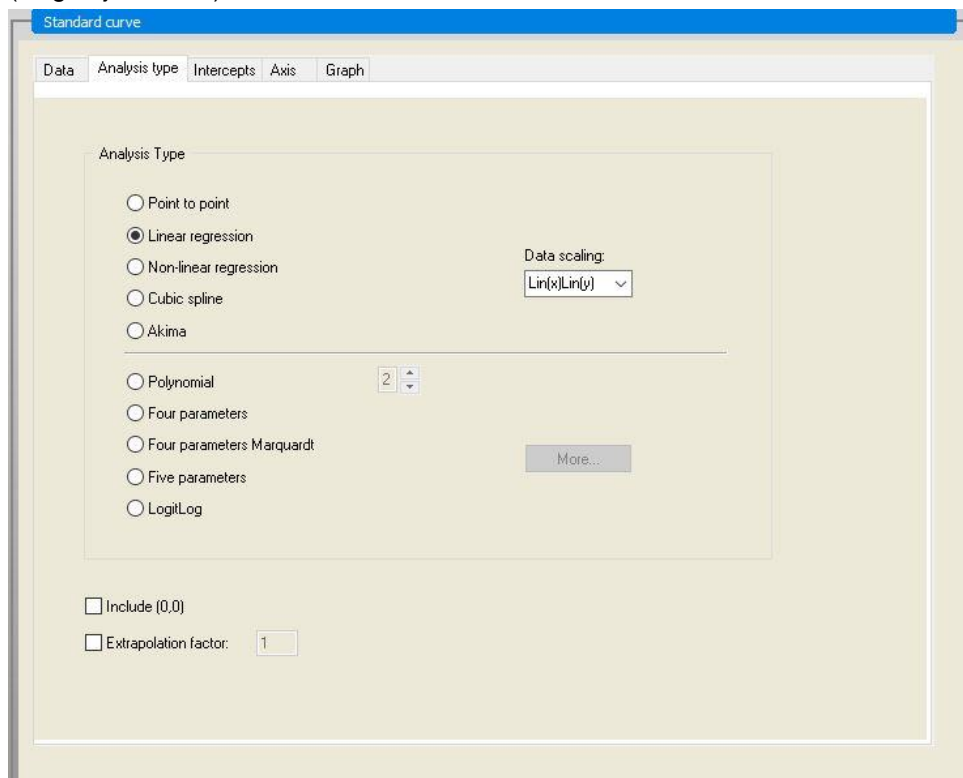 Standard curve
Data Analysis type Intercepts Axis Graph
Analysis Type
Point to point
Linear regression
Non-linear regression
Data scaling:
Lin(x)Lin(y)
Cubic spline
Akima
Polynomial 2
Four parameters
Four parameters Marquardt
More...
Five parameters
LogitLog
Include (0,0)
Extrapolation factor: 1